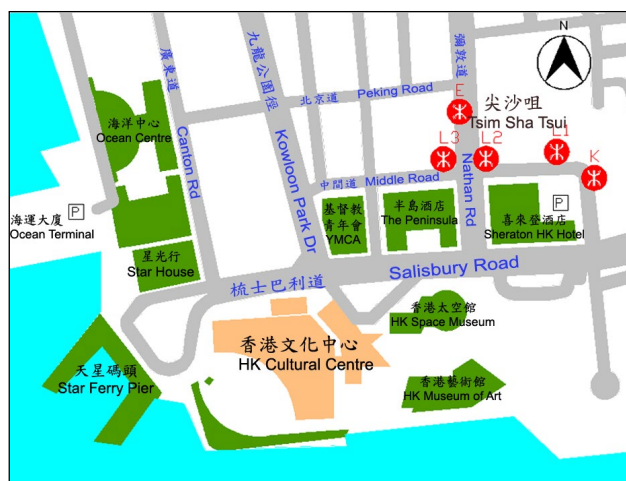 N
彌敦道
九龍公園徑
廣東道
Peking Road
北京道
E
尖沙咀
Tsim Sha Tsui
海洋中心
Ocean Centre
Canton Rd
Kowloon Park Dr
L3
L2
L1
K
Nathan Rd
中間道 Middle Road
P
海運大廈
Ocean Terminal
基督教
青年會
YMCA
半島酒店
The Peninsula
P
喜來登酒店
Sheraton HK Hotel
星光行
Star House
梳士巴利道 Salisbury Road
香港太空館
HK Space Museum
香港文化中心
HK Cultural Centre
天星碼頭
Star Ferry Pier
香港藝術館
HK Museum of Art